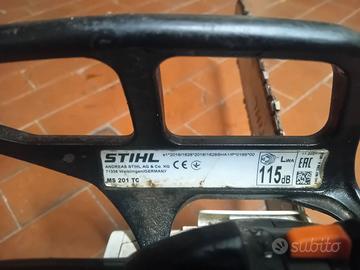 STIHL
ANDREAS STIHL AG & Co. KG
71336 Waiblingen/GERMANY
MS 201 TC
CE
LWA
115dB
EAC
subito